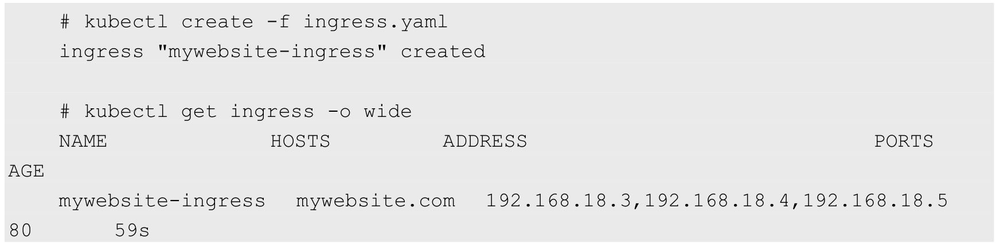 # kubectl create -f ingress.yaml
ingress "mywebsite-ingress" created
# kubectl get ingress -o wide
NAME HOSTS ADDRESS PORTS
AGE
mywebsite-ingress mywebsite.com 192.168.18.3,192.168.18.4,192.168.18.5
80 59s